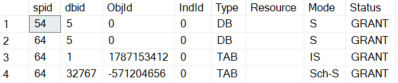 spid dbid ObjId IndId Type Resource Mode Status
1 54 5 0 0 DB S GRANT
2 64 5 0 0 DB S GRANT
3 64 1 1787153412 0 TAB IS GRANT
4 64 32767 -571204656 0 TAB Sch-S GRANT